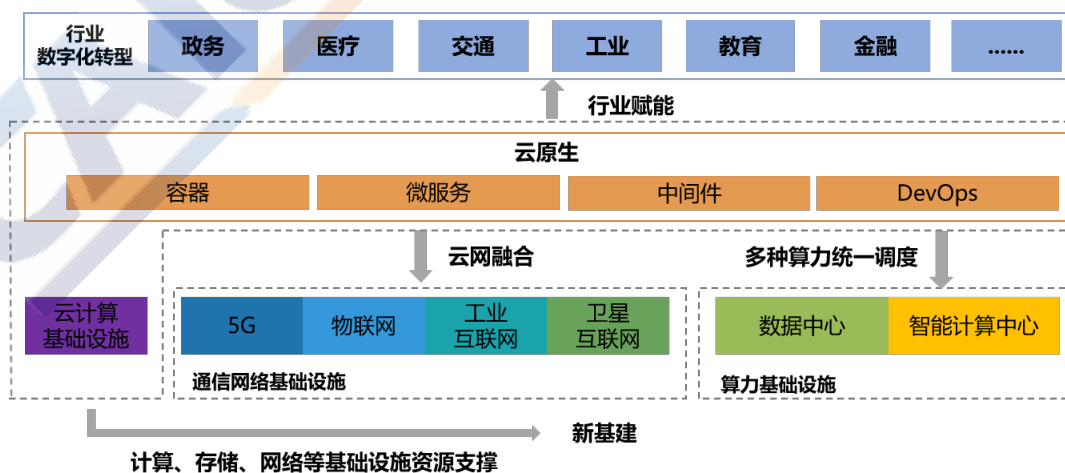 行业
数字化转型
政务
医疗
交通
工业
教育
金融
......
行业赋能
云原生
容器
微服务
中间件
DevOps
云网融合
多种算力统一调度
云计算
基础设施
5G
物联网
工业
互联网
卫星
互联网
数据中心
智能计算中心
通信网络基础设施
算力基础设施
新基建
计算、存储、网络等基础设施资源支撑